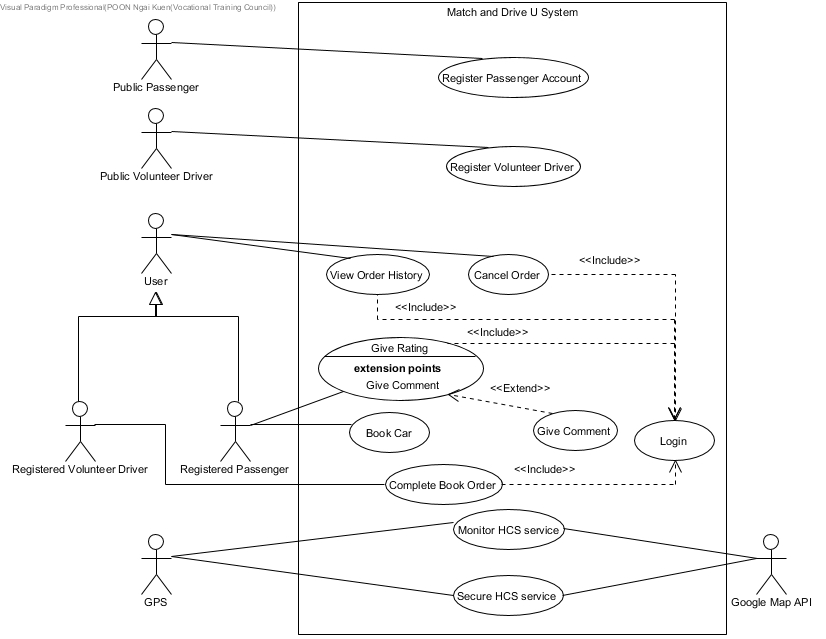 Visual Paradigm Professional(POON Ngai Kuen(Vocational Training Council))
Match and Drive U System
Public Passenger
Register Passenger Account
Public Volunteer Driver
Register Volunteer Driver
User
View Order History
Cancel Order
<<Include>>
<<Include>>
<<Include>>
Give Rating
extension points
Give Comment
<<Extend>>
Give Comment
Book Car
Login
Registered Volunteer Driver
Registered Passenger
Complete Book Order
<<Include>>
Monitor HCS service
Secure HCS service
GPS
Google Map API